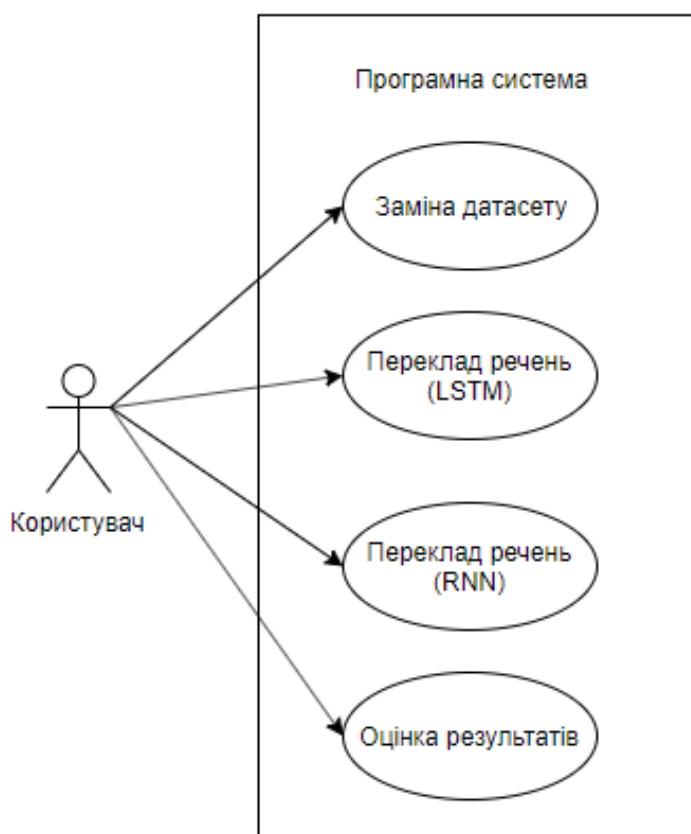 Програмна система
Заміна датасету
Переклад речень
(LSTM)
Користувач
Переклад речень
(RNN)
Оцінка результатів